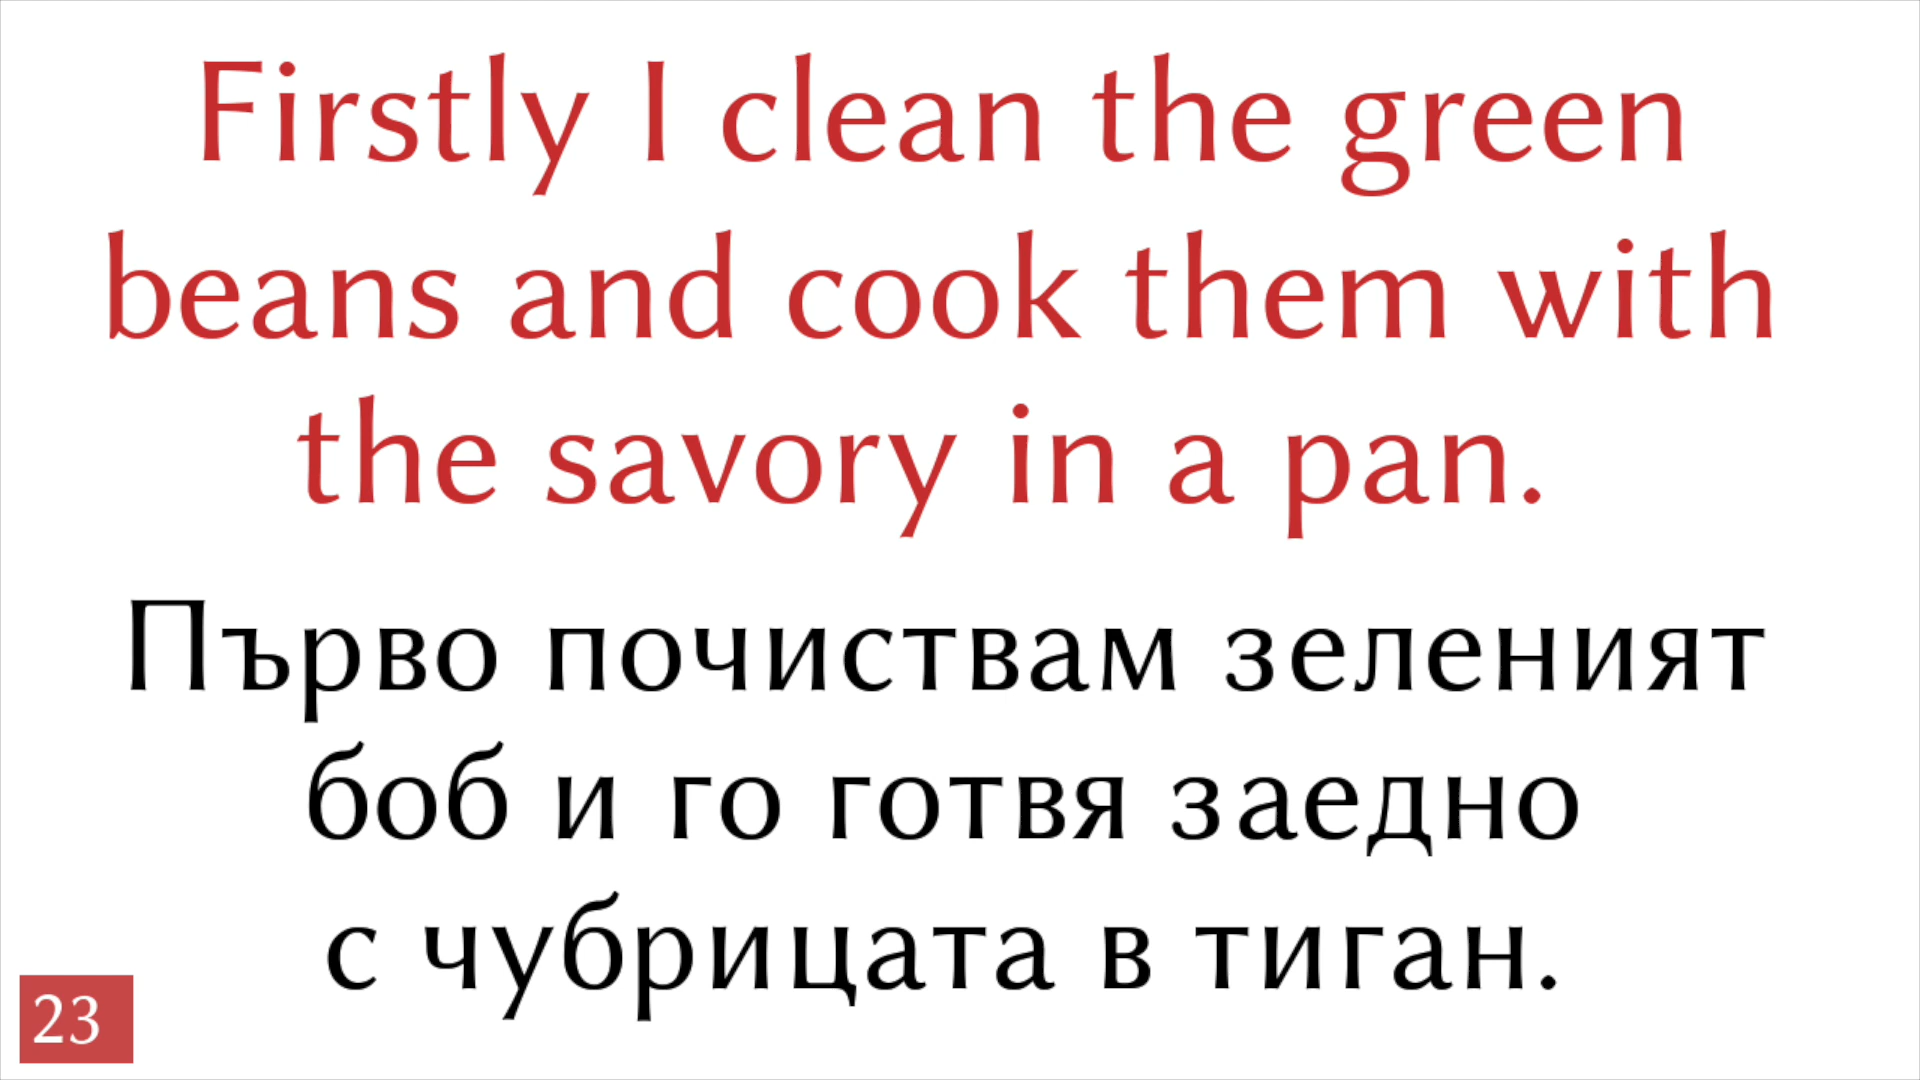 Firstly I clean the green
beans and cook them with
the savory in a pan.
Първо почиствам зеленият
боб и го готвя заедно
с чубрицата в тиган.
23